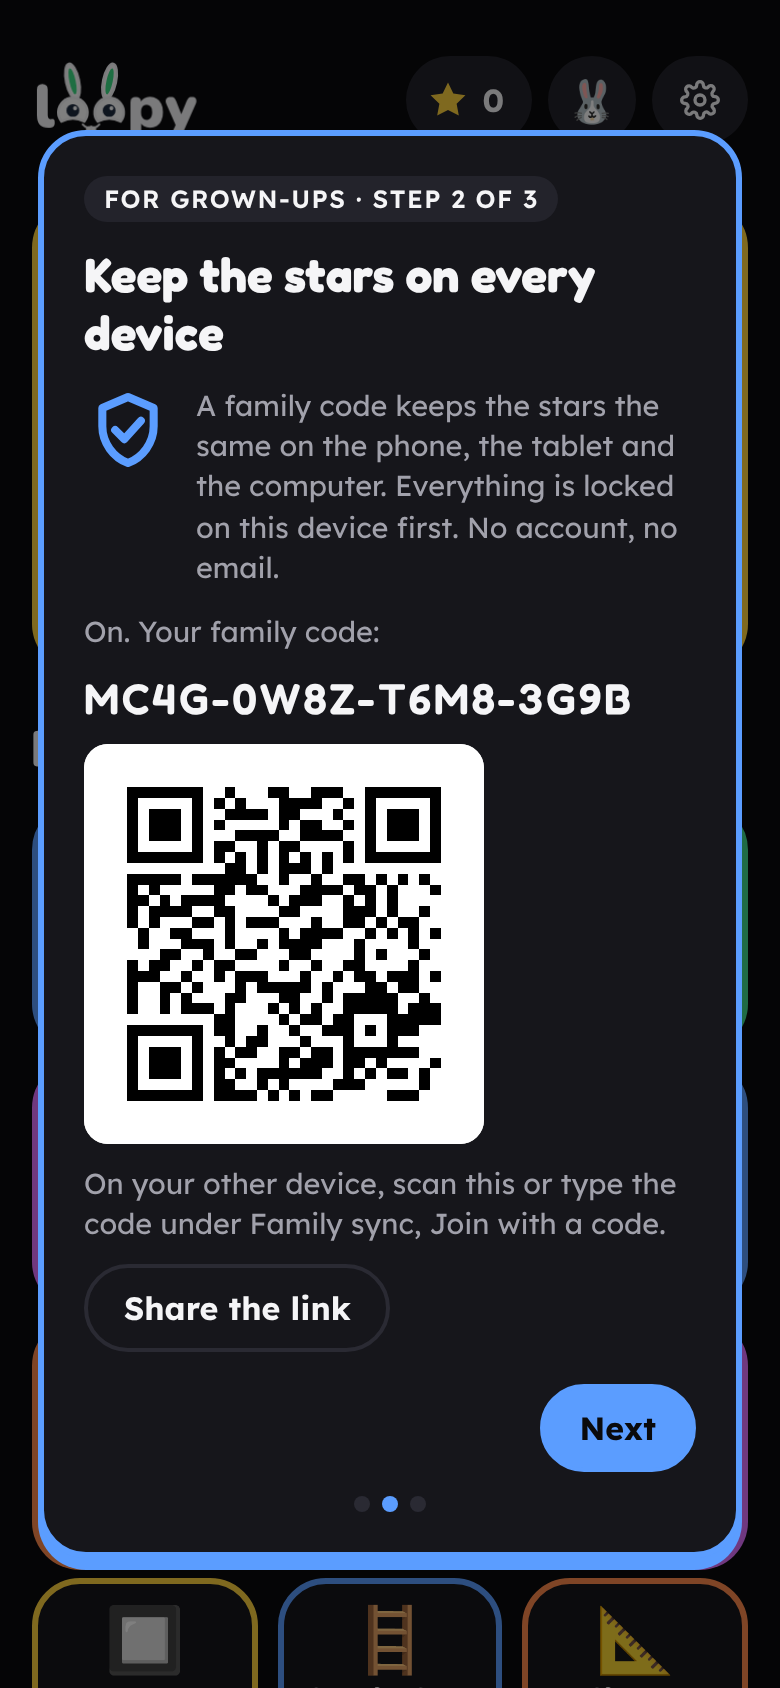 loopy
0
FOR GROWN-UPS · STEP 2 OF 3
Keep the stars on every
device
A family code keeps the stars the
same on the phone, the tablet and
the computer. Everything is locked
on this device first. No account, no
email.
On. Your family code:
MC4G-0W8Z-T6M8-3G9B
On your other device, scan this or type the
code under Family sync, Join with a code.
Share the link
Next